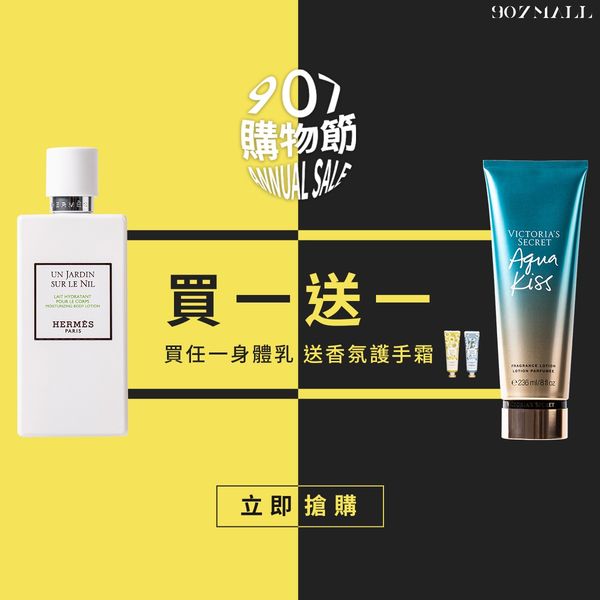 907MALL
907
購物節
ANNUAL SALE
HERMÈS
UN JARDIN
SUR LE NIL
LAIT HYDRATANT
POUR LE CORPS
MOISTURIZING BODY LOTION
HERMÈS
PARIS
買一送一
買任一身體乳 送香氛護手霜
VICTORIA'S
SECRET
Aqua
Kiss
FRAGRANCE LOTION
LOTION PARFUMÉE
℮ 236 ml/8 fl oz
立即搶購